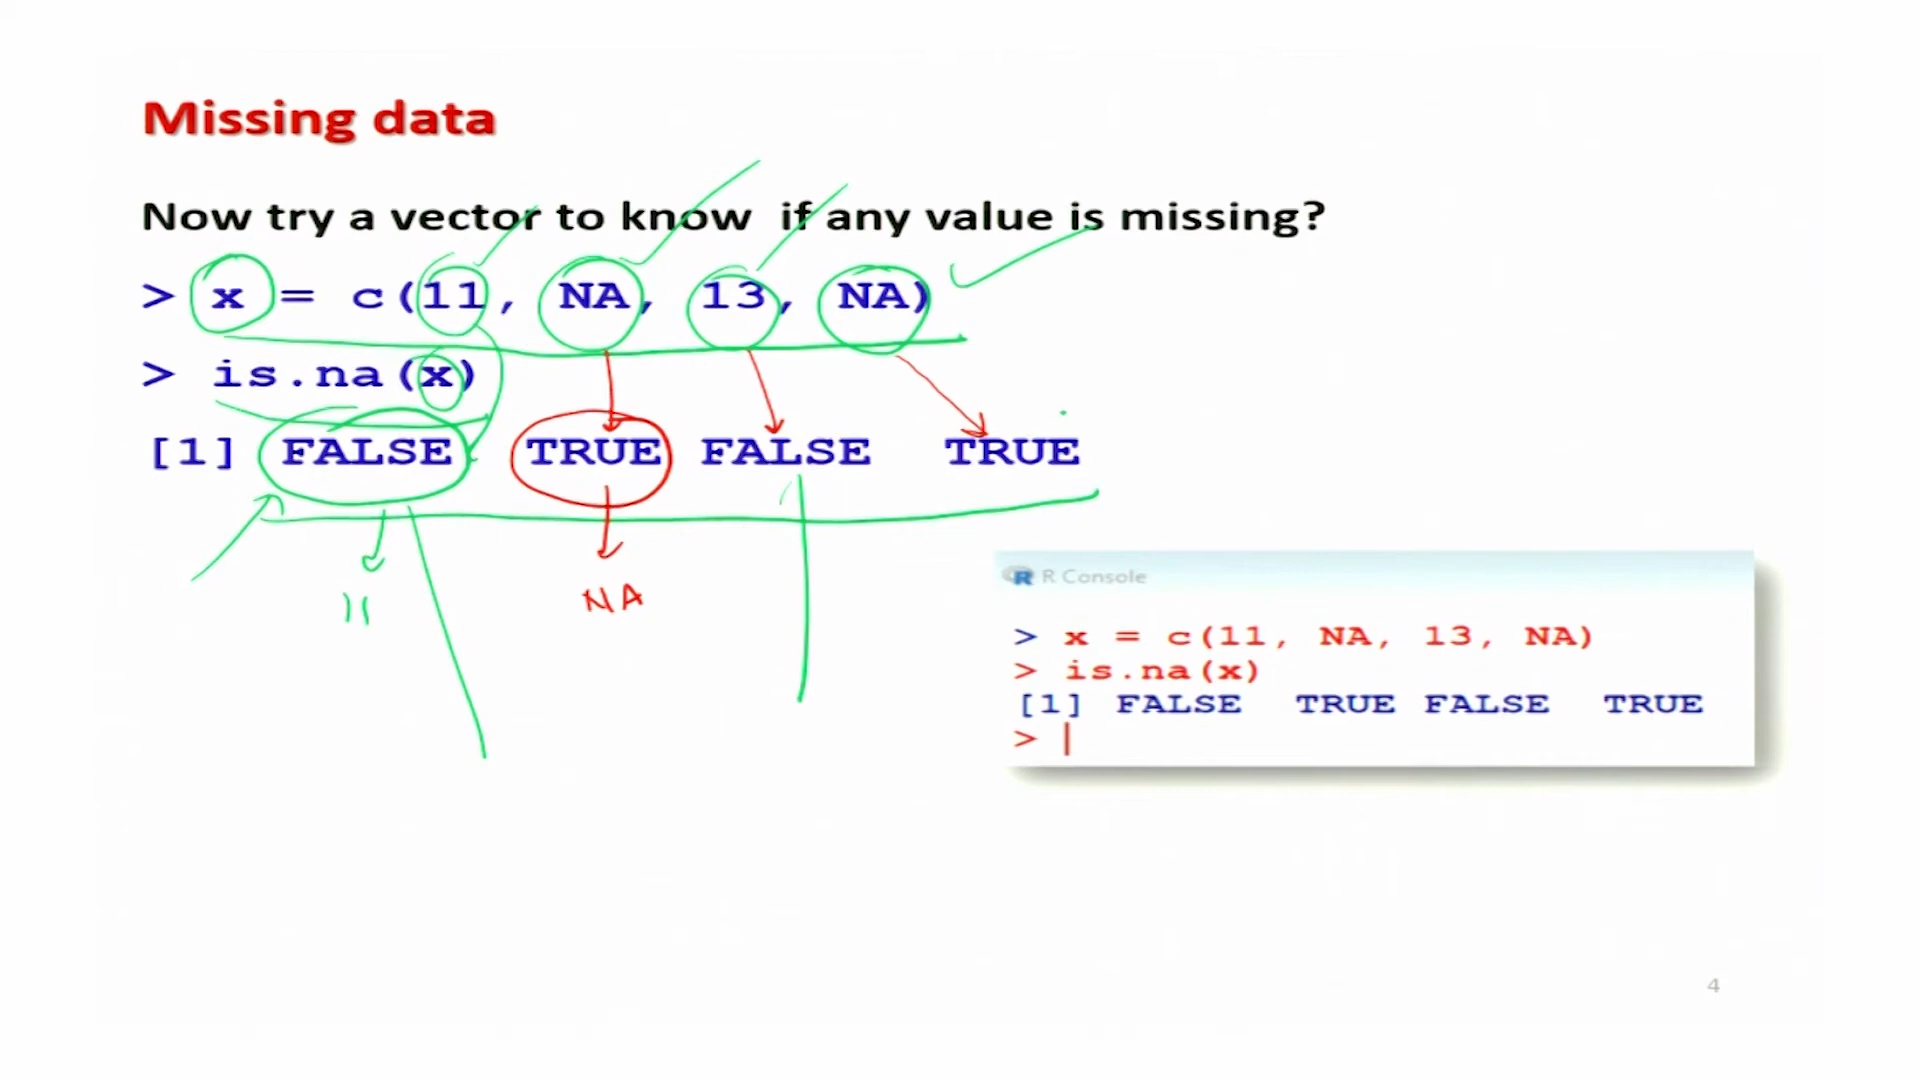 Missing data
Now try a vector to know if any value is missing?
> x = c(11, NA, 13, NA)
> is.na(x)
[1] FALSE TRUE FALSE TRUE
11 NA
R Console
> x = c(11, NA, 13, NA)
> is.na(x)
[1] FALSE TRUE FALSE TRUE
>
4